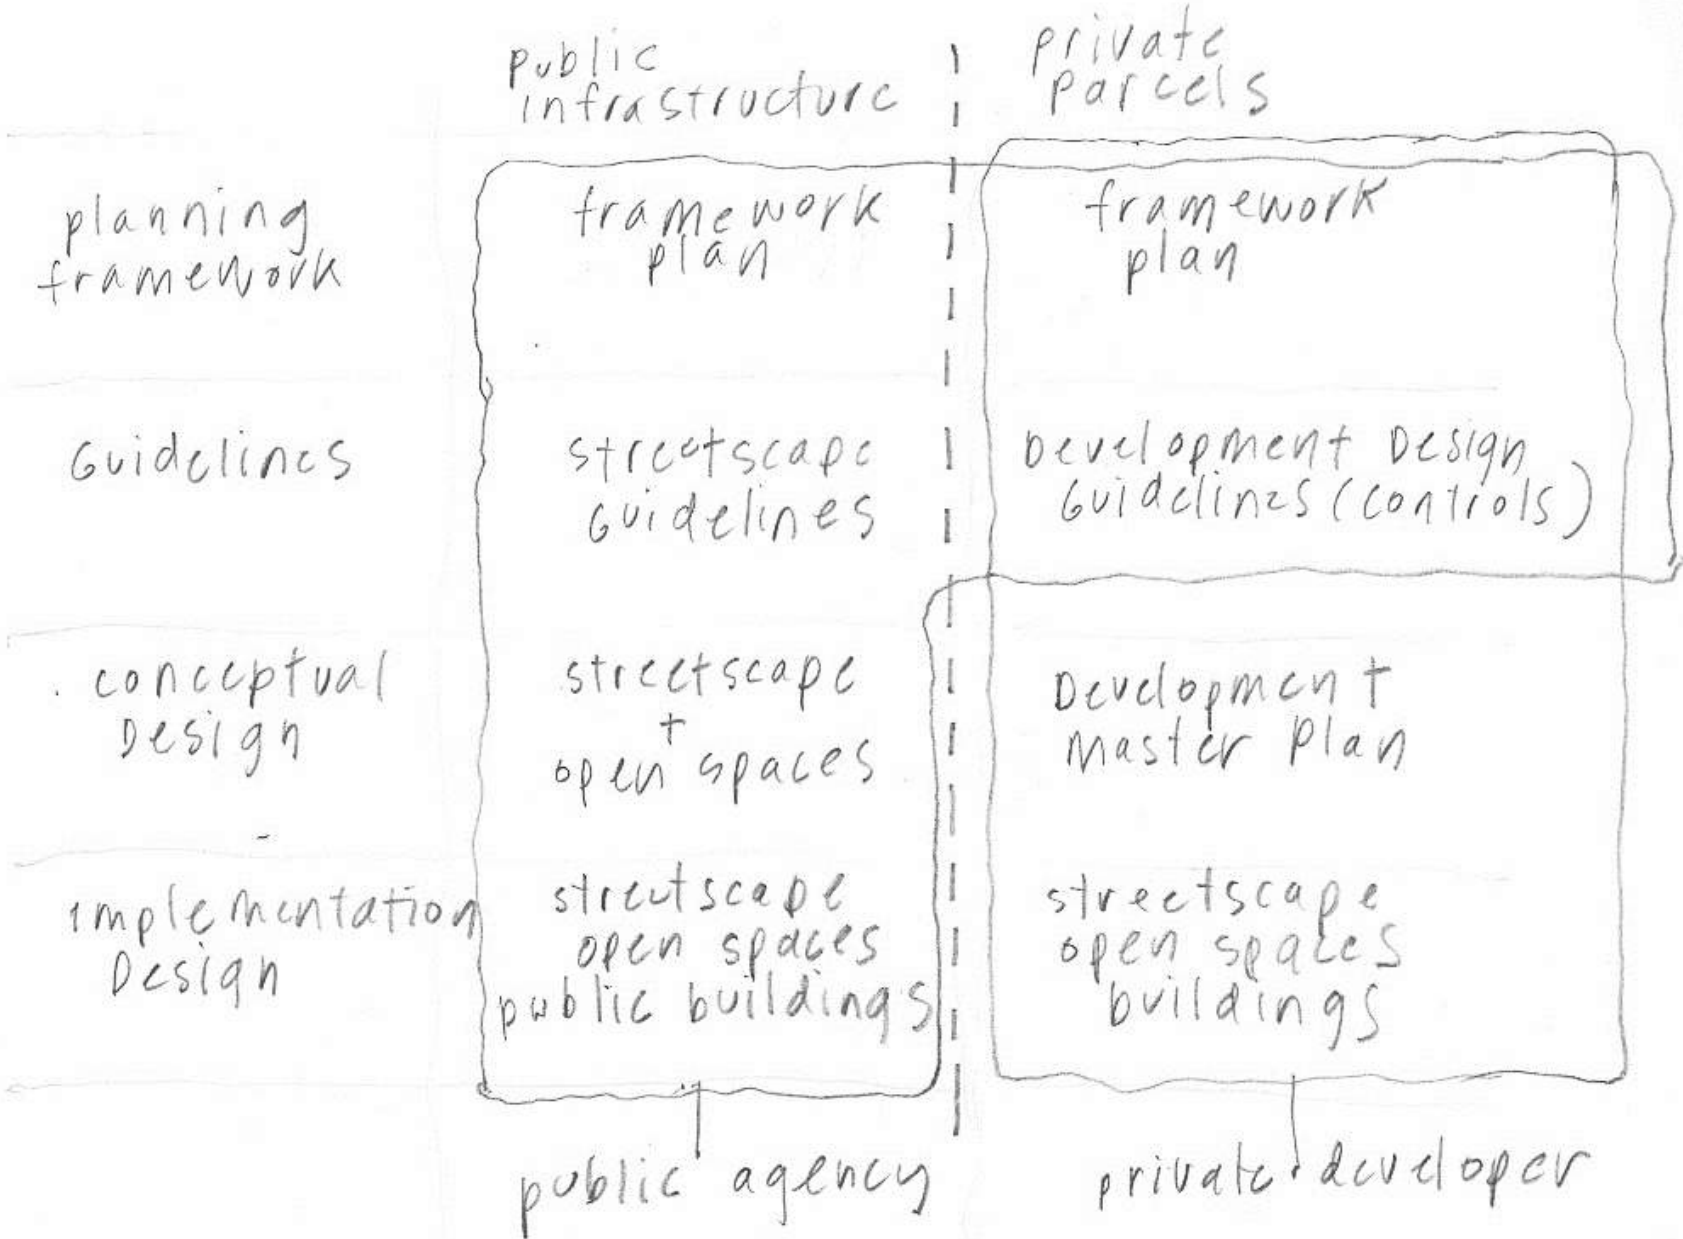 public
infrastructure
private
parcels
planning
framework
framework
plan
framework
plan
Guidelines
streetscape
Guidelines
Development Design
Guidelines (controls)
conceptual
Design
streetscape
+
open spaces
Development
Master Plan
implementation
Design
streetscape
open spaces
public buildings
streetscape
open spaces
buildings
public agency
private developer